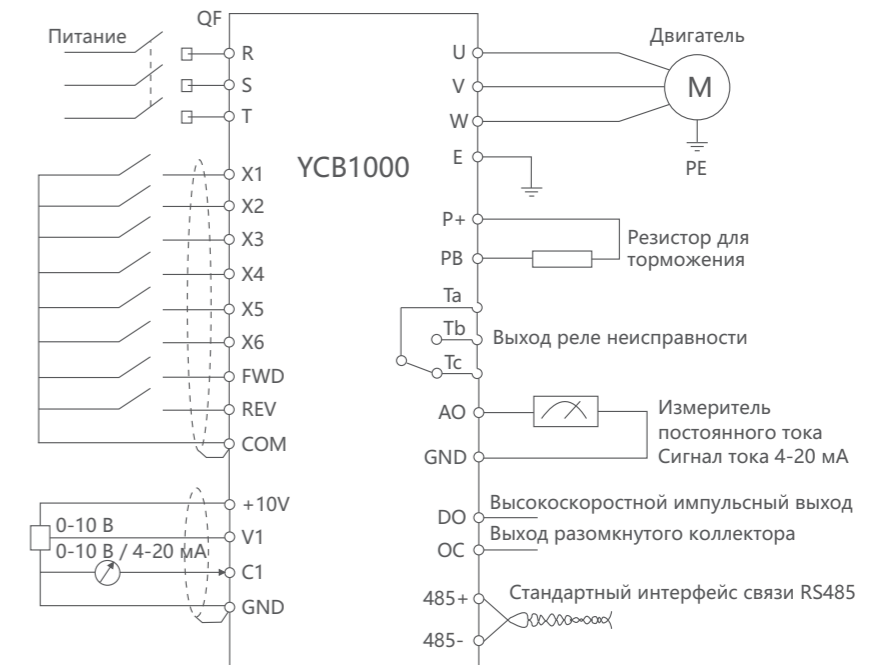 QF
Питание
R
S
T
X1
X2
X3
X4
X5
X6
FWD
REV
COM
+10V
0-10 В
V1
0-10 В / 4-20 мА
C1
GND
YCB1000
U
V
W
E
Двигатель
M
PE
P+
PB
Резистор для
торможения
Ta
Tb
Tc
Выход реле неисправности
AO
GND
Измеритель
постоянного тока
Сигнал тока 4-20 мА
DO
Высокоскоростной импульсный выход
OC
Выход разомкнутого коллектора
485+
485-
Стандартный интерфейс связи RS485